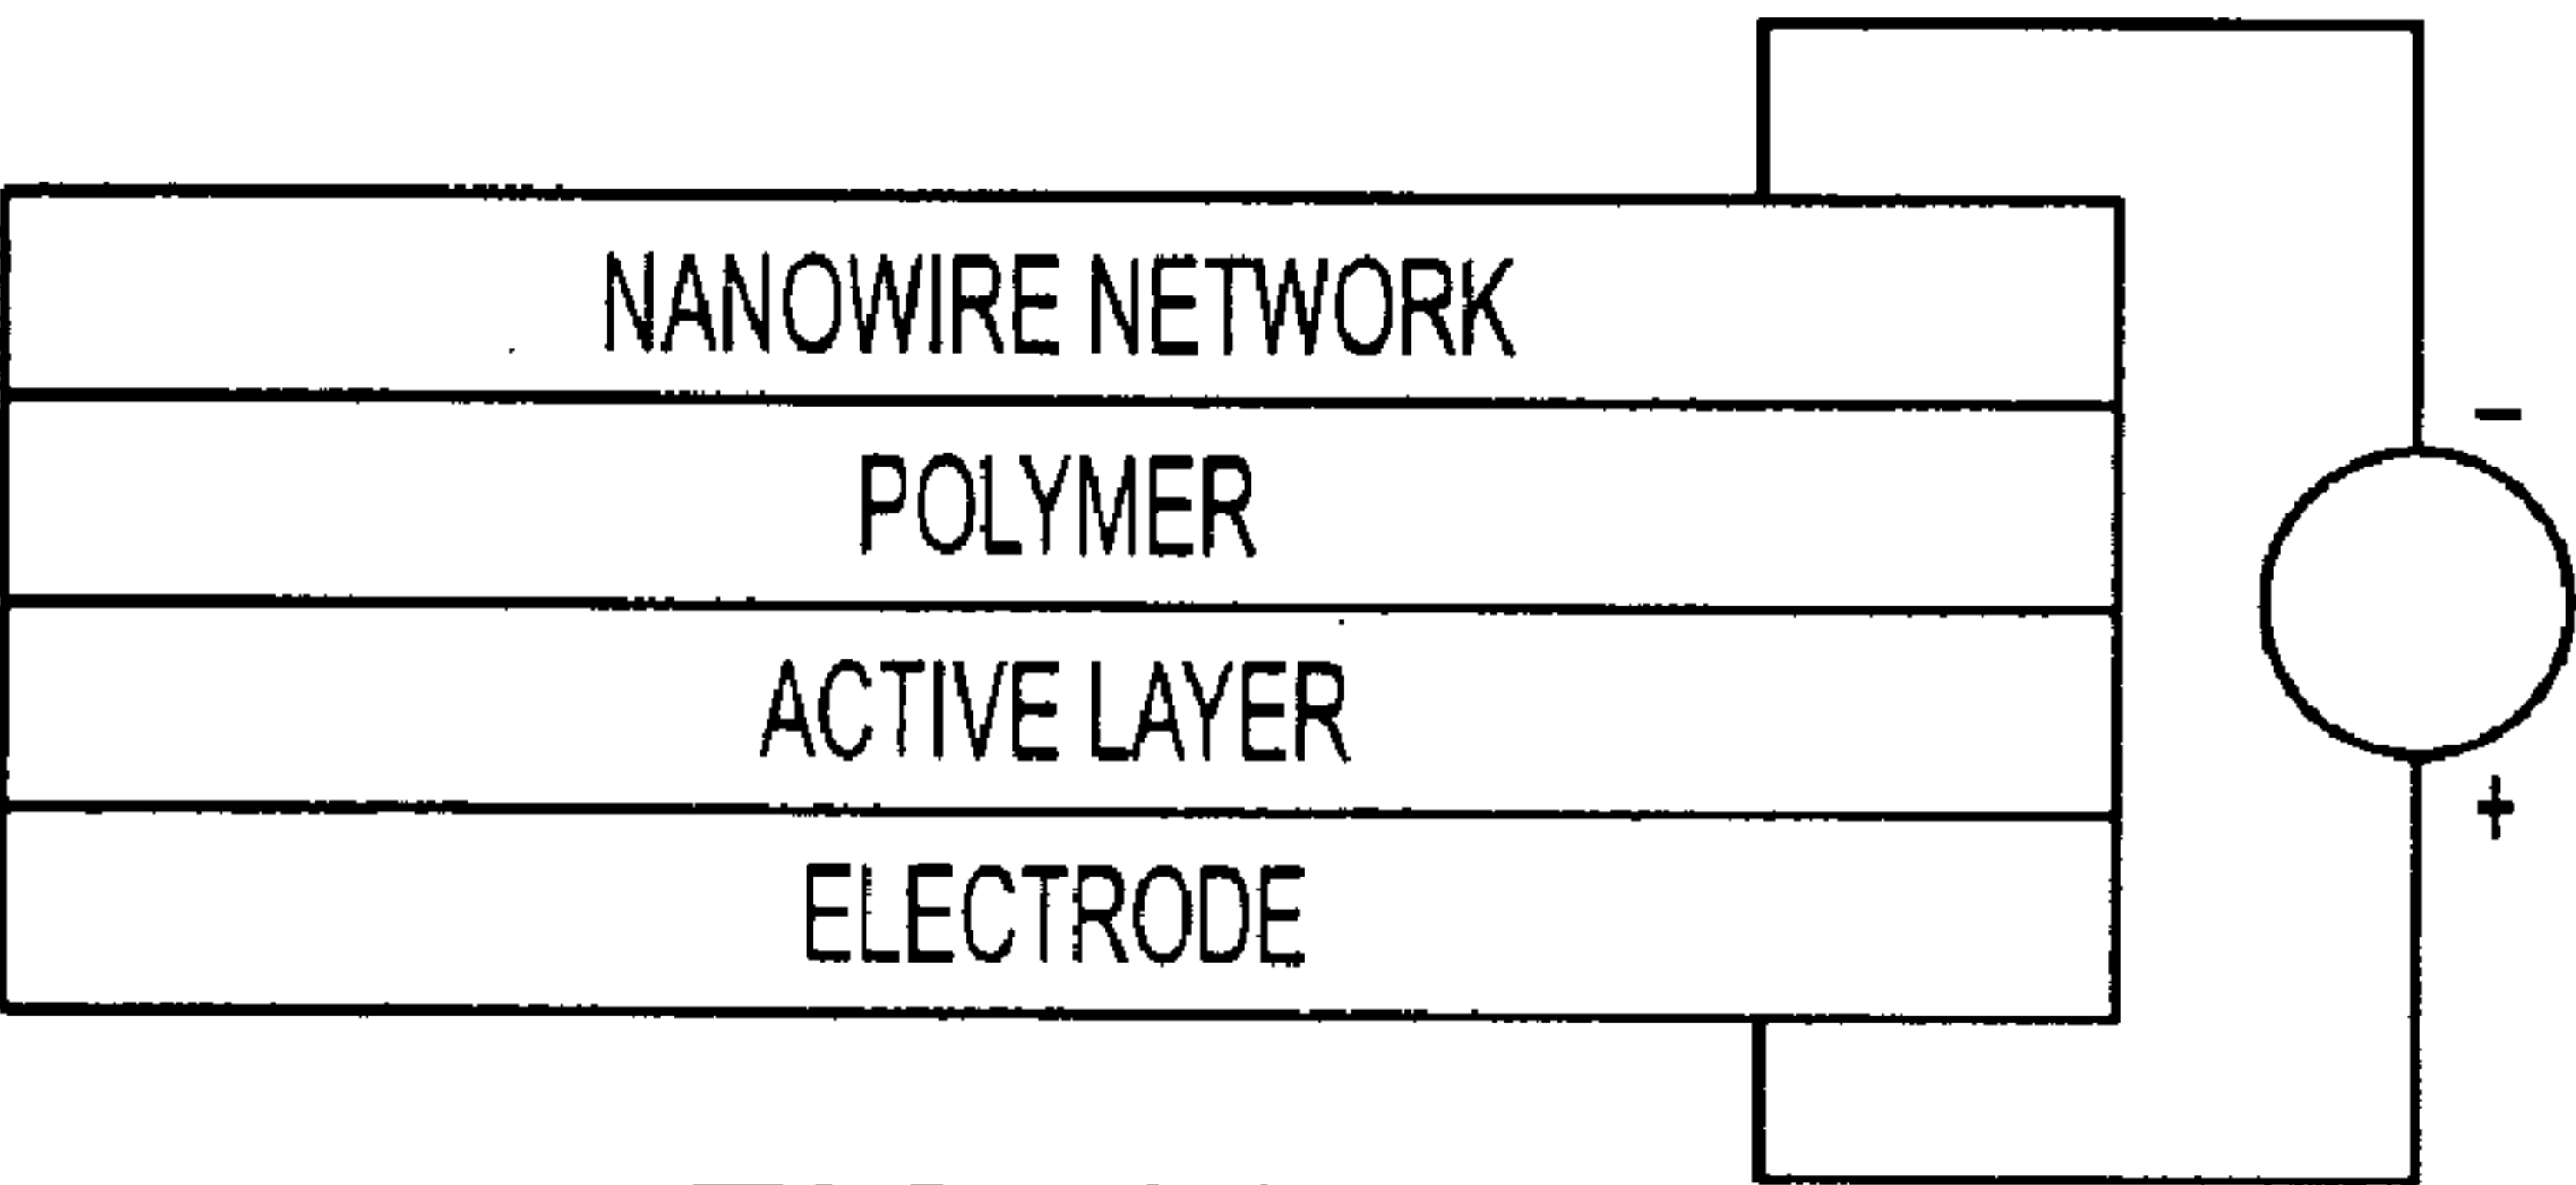 NANOWIRE NETWORK
POLYMER
ACTIVE LAYER
ELECTRODE
−
+